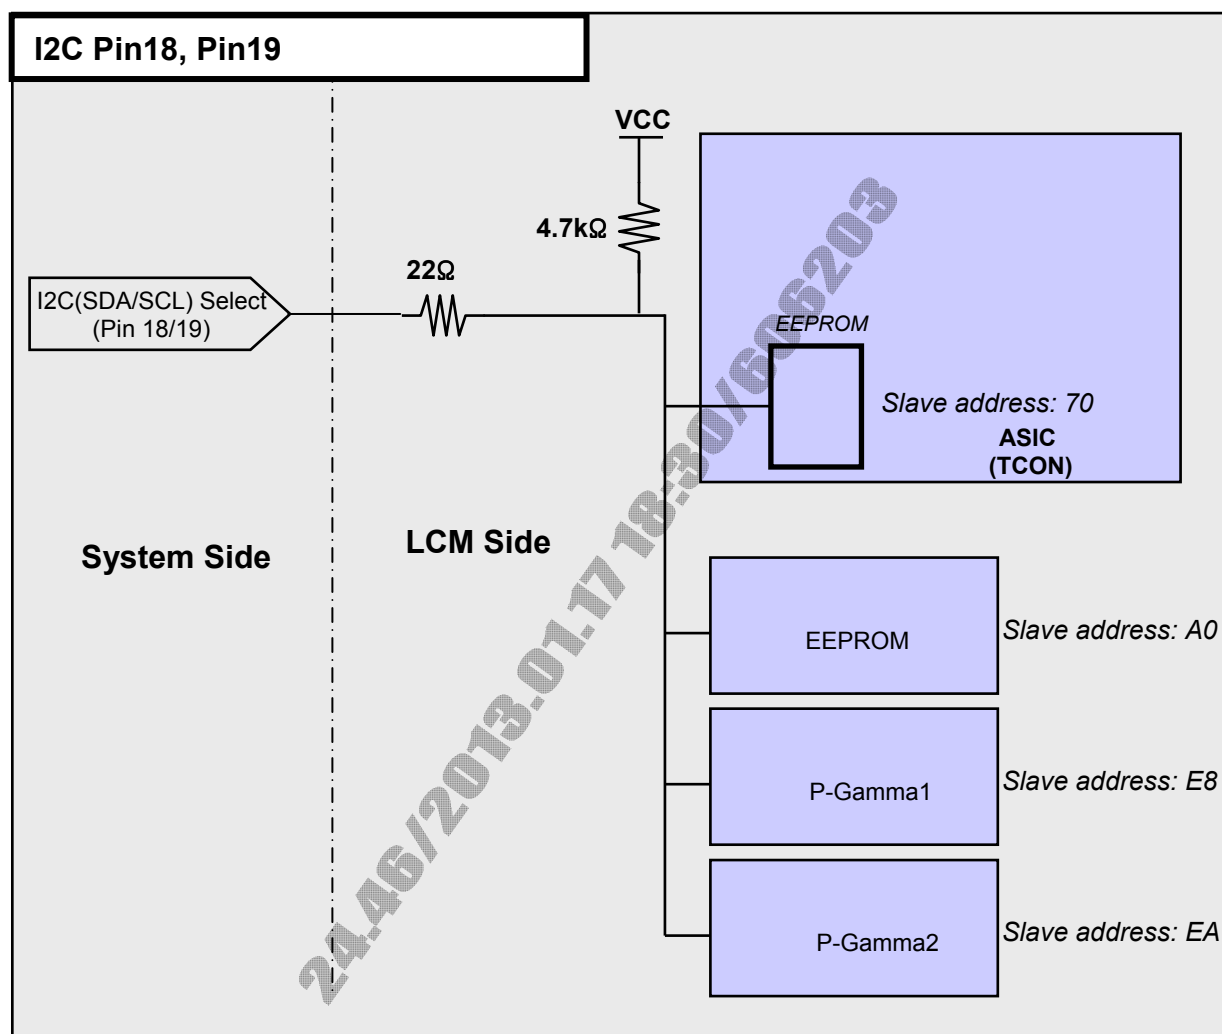 I2C Pin18, Pin19
VCC
4.7kΩ
22Ω
I2C(SDA/SCL) Select
(Pin 18/19)
EEPROM
Slave address: 70
ASIC
(TCON)
System Side
LCM Side
EEPROM
Slave address: A0
P-Gamma1
Slave address: E8
P-Gamma2
Slave address: EA
24.46/2013.01.17 18:30/606203